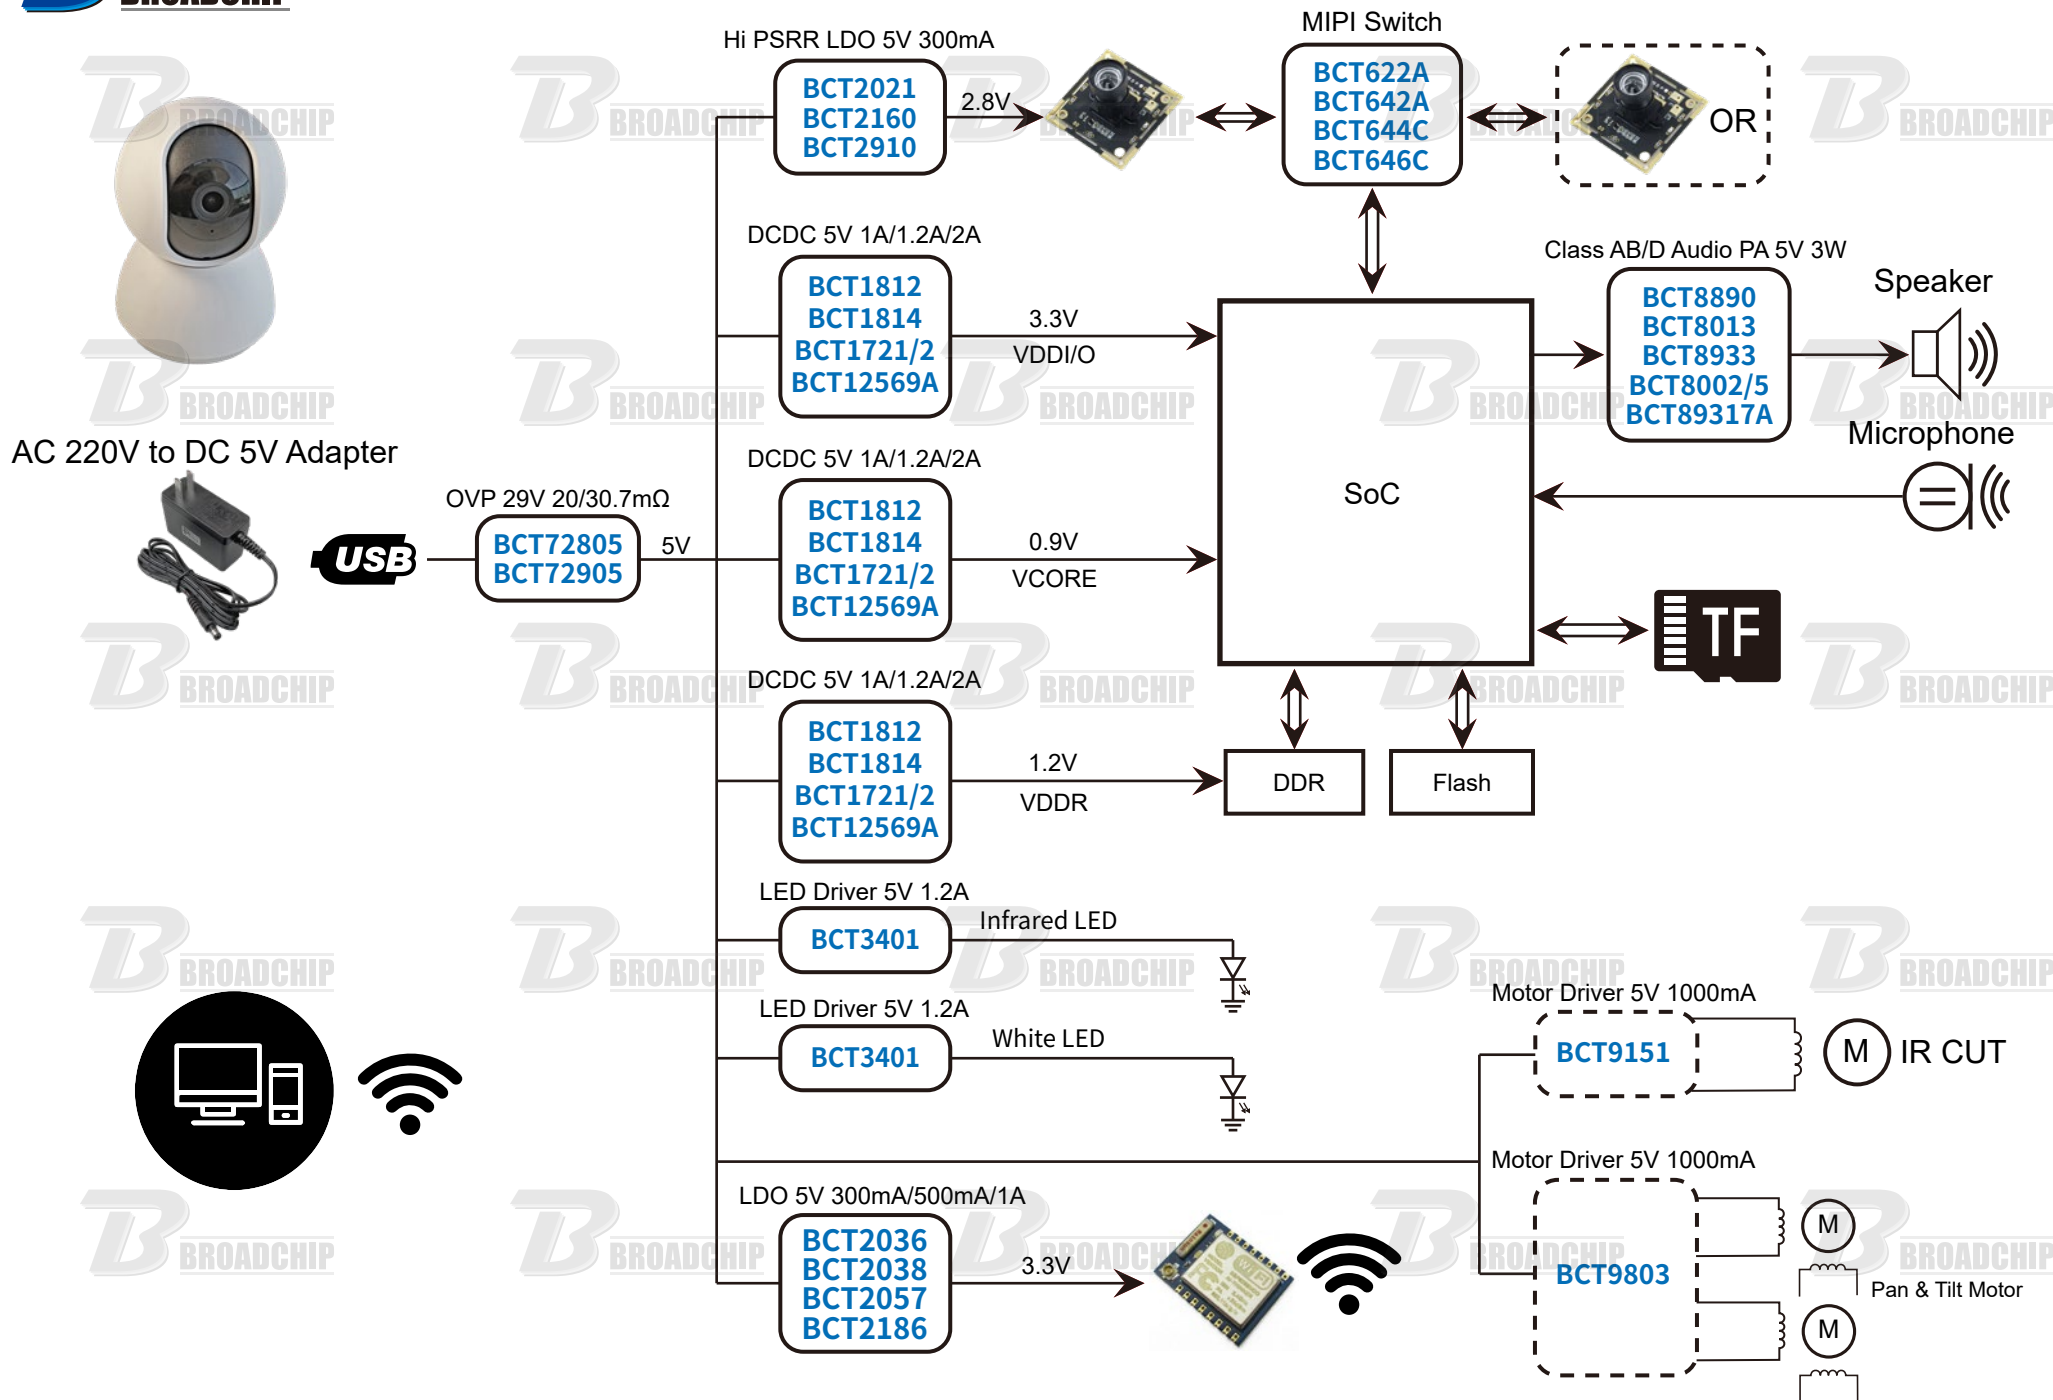 BROADCHIP
Hi PSRR LDO 5V 300mA
BCT2021
BCT2160
BCT2910
2.8V
MIPI Switch
BCT622A
BCT642A
BCT644C
BCT646C
OR
DCDC 5V 1A/1.2A/2A
BCT1812
BCT1814
BCT1721/2
BCT12569A
3.3V
VDDI/O
Class AB/D Audio PA 5V 3W
BCT8890
BCT8013
BCT8933
BCT8002/5
BCT89317A
Speaker
Microphone
AC 220V to DC 5V Adapter
USB
OVP 29V 20/30.7mΩ
BCT72805
BCT72905
5V
DCDC 5V 1A/1.2A/2A
BCT1812
BCT1814
BCT1721/2
BCT12569A
0.9V
VCORE
SoC
TF
DCDC 5V 1A/1.2A/2A
BCT1812
BCT1814
BCT1721/2
BCT12569A
1.2V
VDDR
DDR
Flash
LED Driver 5V 1.2A
BCT3401
Infrared LED
LED Driver 5V 1.2A
BCT3401
White LED
Motor Driver 5V 1000mA
BCT9151
M
IR CUT
Motor Driver 5V 1000mA
BCT9803
M
Pan & Tilt Motor
M
LDO 5V 300mA/500mA/1A
BCT2036
BCT2038
BCT2057
BCT2186
3.3V
WiFi